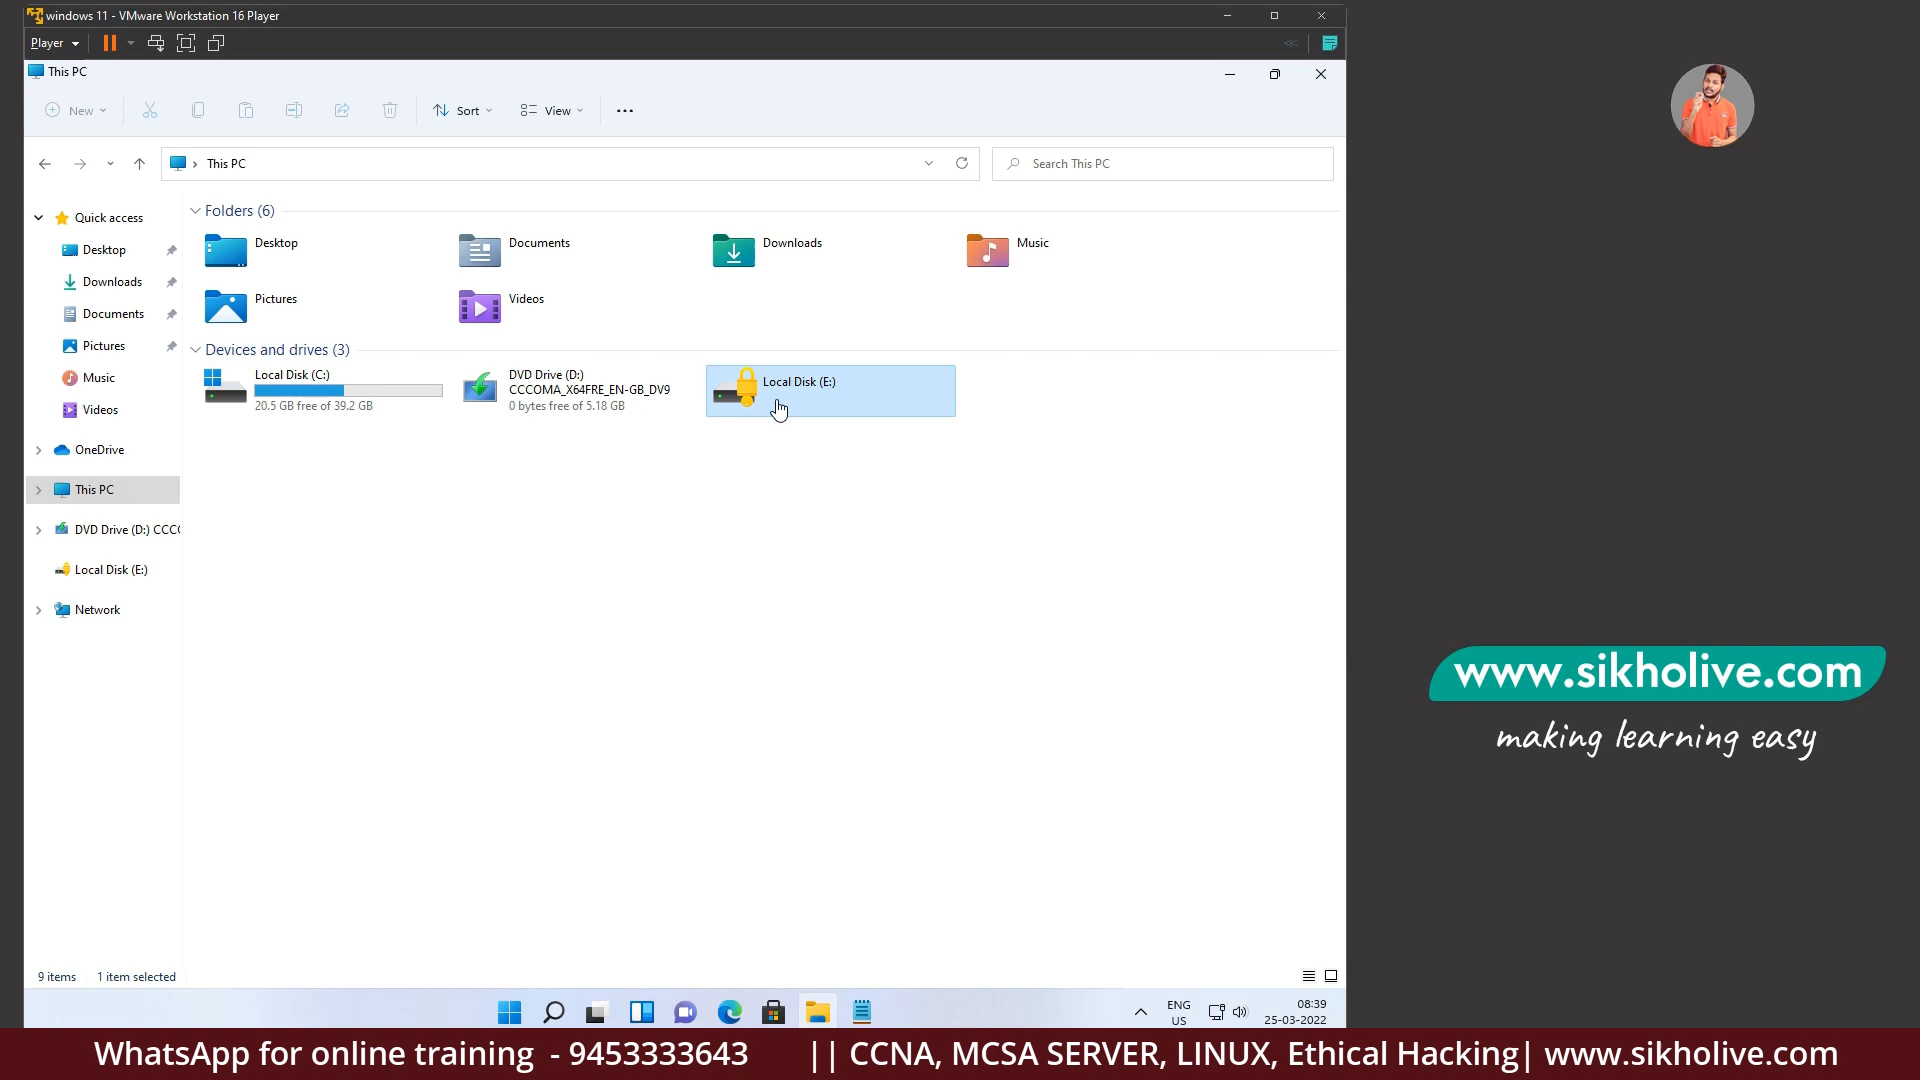 windows 11 - VMware Workstation 16 Player
Player
This PC
New
Sort
View
This PC
Search This PC
Quick access
Desktop
Downloads
Documents
Pictures
Music
Videos
OneDrive
This PC
DVD Drive (D:) CCC
Local Disk (E:)
Network
Folders (6)
Desktop
Documents
Downloads
Music
Pictures
Videos
Devices and drives (3)
Local Disk (C:)
20.5 GB free of 39.2 GB
DVD Drive (D:)
CCCOMA_X64FRE_EN-GB_DV9
0 bytes free of 5.18 GB
Local Disk (E:)
9 items 1 item selected
ENG
US
08:39
25-03-2022
www.sikholive.com
making learning easy
WhatsApp for online training - 9453333643 || CCNA, MCSA SERVER, LINUX, Ethical Hacking| www.sikholive.com